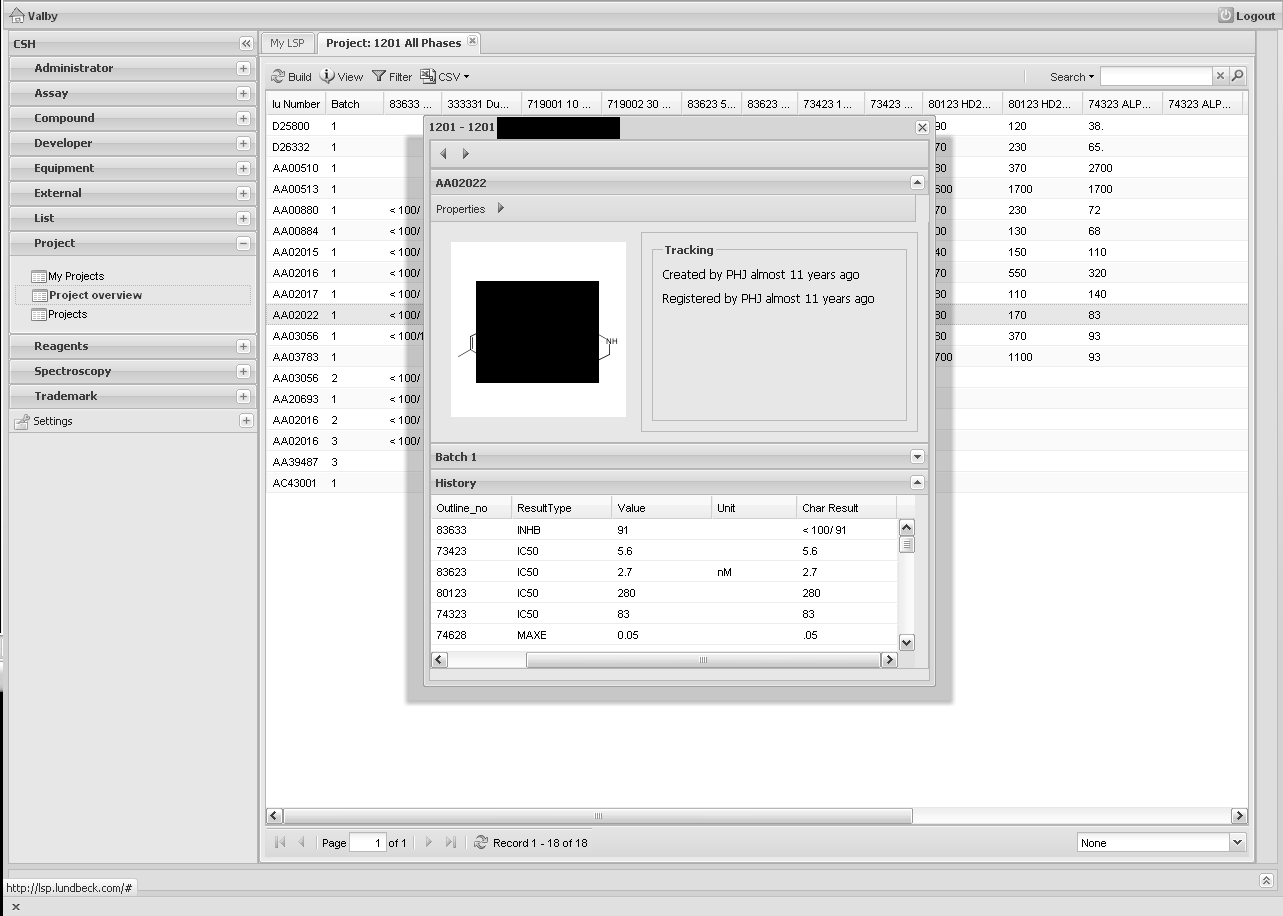 Valby Logout
CSH
Administrator
Assay
Compound
Developer
Equipment
External
List
Project
My Projects
Project overview
Projects
Reagents
Spectroscopy
Trademark
Settings
My LSP Project: 1201 All Phases
Build View Filter CSV Search
lu Number Batch 83633 ... 333331 Du... 719001 10 ... 719002 30 ... 83623 5... 83623 ... 73423 1... 73423 ... 80123 HD2... 80123 HD2... 74323 ALP... 74323 ALP...
D25800 1 90 120 38.
D26332 1 70 230 65.
AA00510 1 80 370 2700
AA00513 1 600 1700 1700
AA00880 1 < 100/ 70 230 72
AA00884 1 < 100/ 00 130 68
AA02015 1 < 100/ 40 150 110
AA02016 1 < 100/ 70 550 320
AA02017 1 < 100/ 80 110 140
AA02022 1 < 100/ 80 170 83
AA03056 1 < 100/1 80 370 93
AA03783 1 700 1100 93
AA03056 2 < 100/
AA20693 1 < 100/
AA02016 2 < 100/
AA02016 3 < 100/
AA39487 3
AC43001 1
1201 - 1201
AA02022
Properties
NH
Tracking
Created by PHJ almost 11 years ago
Registered by PHJ almost 11 years ago
Batch 1
History
Outline_no ResultType Value Unit Char Result
83633 INHB 91 < 100/ 91
73423 IC50 5.6 5.6
83623 IC50 2.7 nM 2.7
80123 IC50 280 280
74323 IC50 83 83
74628 MAXE 0.05 .05
Page 1 of 1 Record 1 - 18 of 18 None
http://lsp.lundbeck.com/#